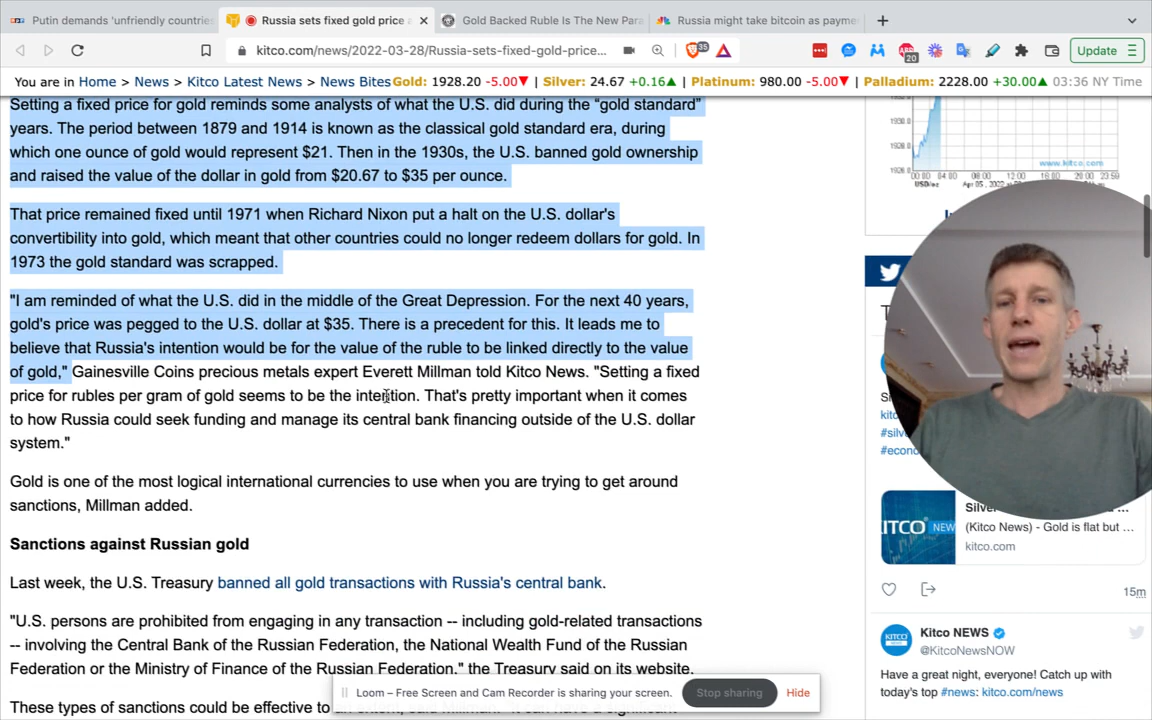 Putin demands 'unfriendly countries
Russia sets fixed gold price a
Gold Backed Ruble Is The New Para
Russia might take bitcoin as payme
kitco.com/news/2022-03-28/Russia-sets-fixed-gold-price...
35
20
Update
You are in Home > News > Kitco Latest News > News Bites
Gold: 1928.20 -5.00▼ | Silver: 24.67 +0.16▲ | Platinum: 980.00 -5.00▼ | Palladium: 2228.00 +30.00▲ 03:36 NY Time
Setting a fixed price for gold reminds some analysts of what the U.S. did during the "gold standard"
years. The period between 1879 and 1914 is known as the classical gold standard era, during
which one ounce of gold would represent $21. Then in the 1930s, the U.S. banned gold ownership
and raised the value of the dollar in gold from $20.67 to $35 per ounce.
That price remained fixed until 1971 when Richard Nixon put a halt on the U.S. dollar's
convertibility into gold, which meant that other countries could no longer redeem dollars for gold. In
1973 the gold standard was scrapped.
"I am reminded of what the U.S. did in the middle of the Great Depression. For the next 40 years,
gold's price was pegged to the U.S. dollar at $35. There is a precedent for this. It leads me to
believe that Russia's intention would be for the value of the ruble to be linked directly to the value
of gold," Gainesville Coins precious metals expert Everett Millman told Kitco News. "Setting a fixed
price for rubles per gram of gold seems to be the intention. That's pretty important when it comes
to how Russia could seek funding and manage its central bank financing outside of the U.S. dollar
system."
Gold is one of the most logical international currencies to use when you are trying to get around
sanctions, Millman added.
Sanctions against Russian gold
Last week, the U.S. Treasury banned all gold transactions with Russia's central bank.
"U.S. persons are prohibited from engaging in any transaction -- including gold-related transactions
-- involving the Central Bank of the Russian Federation, the National Wealth Fund of the Russian
Federation or the Ministry of Finance of the Russian Federation," the Treasury said on its website.
These types of sanctions could be effective to
Loom – Free Screen and Cam Recorder is sharing your screen.
Stop sharing
Hide
www.kitco.com
USD/oz
Apr 05
kitc
#silv
#econo
KITCO NEW
Silve
(Kitco News) - Gold is flat but ...
kitco.com
15m
Kitco NEWS
@KitcoNewsNOW
Have a great night, everyone! Catch up with
today's top #news: kitco.com/news